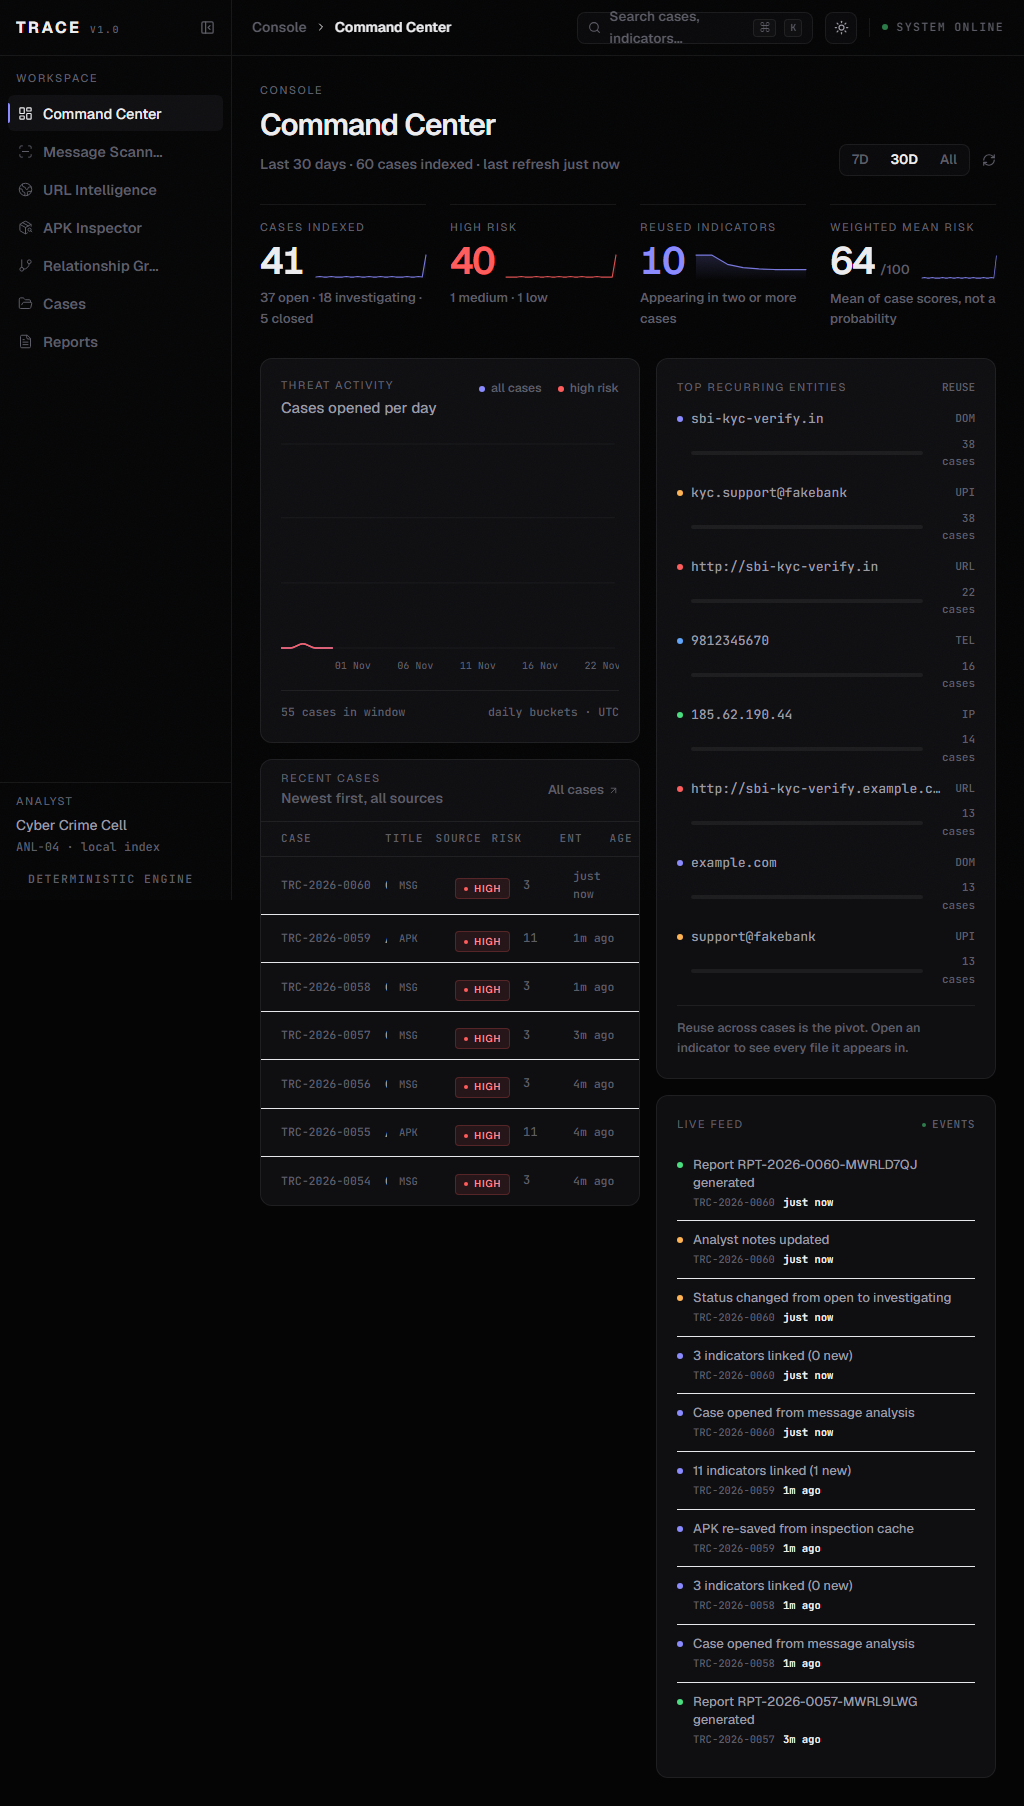 TRACE V1.0
Console > Command Center
Search cases, indicators...
⌘ K
SYSTEM ONLINE
WORKSPACE
Command Center
Message Scann...
URL Intelligence
APK Inspector
Relationship Gr...
Cases
Reports
ANALYST
Cyber Crime Cell
ANL-04 · local index
DETERMINISTIC ENGINE
CONSOLE
Command Center
Last 30 days · 60 cases indexed · last refresh just now
7D 30D All
CASES INDEXED
41
37 open · 18 investigating ·
5 closed
HIGH RISK
40
1 medium · 1 low
REUSED INDICATORS
10
Appearing in two or more
cases
WEIGHTED MEAN RISK
64 /100
Mean of case scores, not a
probability
THREAT ACTIVITY
Cases opened per day
all cases high risk
01 Nov 06 Nov 11 Nov 16 Nov 22 Nov
55 cases in window daily buckets · UTC
RECENT CASES
Newest first, all sources
All cases
CASE TITLE SOURCE RISK ENT AGE
TRC-2026-0060 MSG HIGH 3 just now
TRC-2026-0059 APK HIGH 11 1m ago
TRC-2026-0058 MSG HIGH 3 1m ago
TRC-2026-0057 MSG HIGH 3 3m ago
TRC-2026-0056 MSG HIGH 3 4m ago
TRC-2026-0055 APK HIGH 11 4m ago
TRC-2026-0054 MSG HIGH 3 4m ago
TOP RECURRING ENTITIES REUSE
sbi-kyc-verify.in DOM
38 cases
kyc.support@fakebank UPI
38 cases
http://sbi-kyc-verify.in URL
22 cases
9812345670 TEL
16 cases
185.62.190.44 IP
14 cases
http://sbi-kyc-verify.example.c… URL
13 cases
example.com DOM
13 cases
support@fakebank UPI
13 cases
Reuse across cases is the pivot. Open an
indicator to see every file it appears in.
LIVE FEED EVENTS
Report RPT-2026-0060-MWRLD7QJ
generated
TRC-2026-0060 just now
Analyst notes updated
TRC-2026-0060 just now
Status changed from open to investigating
TRC-2026-0060 just now
3 indicators linked (0 new)
TRC-2026-0060 just now
Case opened from message analysis
TRC-2026-0060 just now
11 indicators linked (1 new)
TRC-2026-0059 1m ago
APK re-saved from inspection cache
TRC-2026-0059 1m ago
3 indicators linked (0 new)
TRC-2026-0058 1m ago
Case opened from message analysis
TRC-2026-0058 1m ago
Report RPT-2026-0057-MWRL9LWG
generated
TRC-2026-0057 3m ago